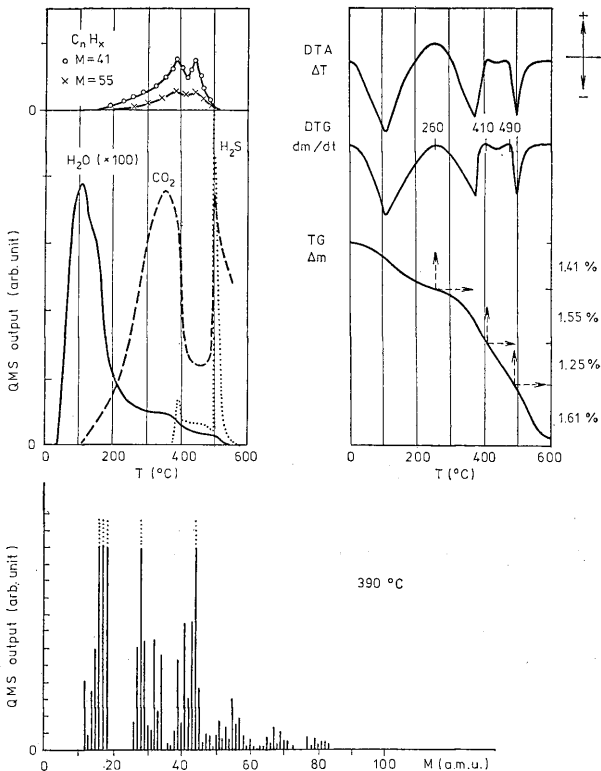 CnHx
o M=41
× M=55
H2O (×100)
CO2
H2S
QMS output (arb. unit)
0
0
0 200 400 600
T (°C)
+
−
DTA
ΔT
DTG
dm/dt
260 410 490
TG
Δm
1,41 %
1.55 %
1,25 %
1.61 %
0 200 400 600
T (°C)
QMS output (arb, unit)
390 °C
0
0 20 40 60 80 100 M (a.m.u.)